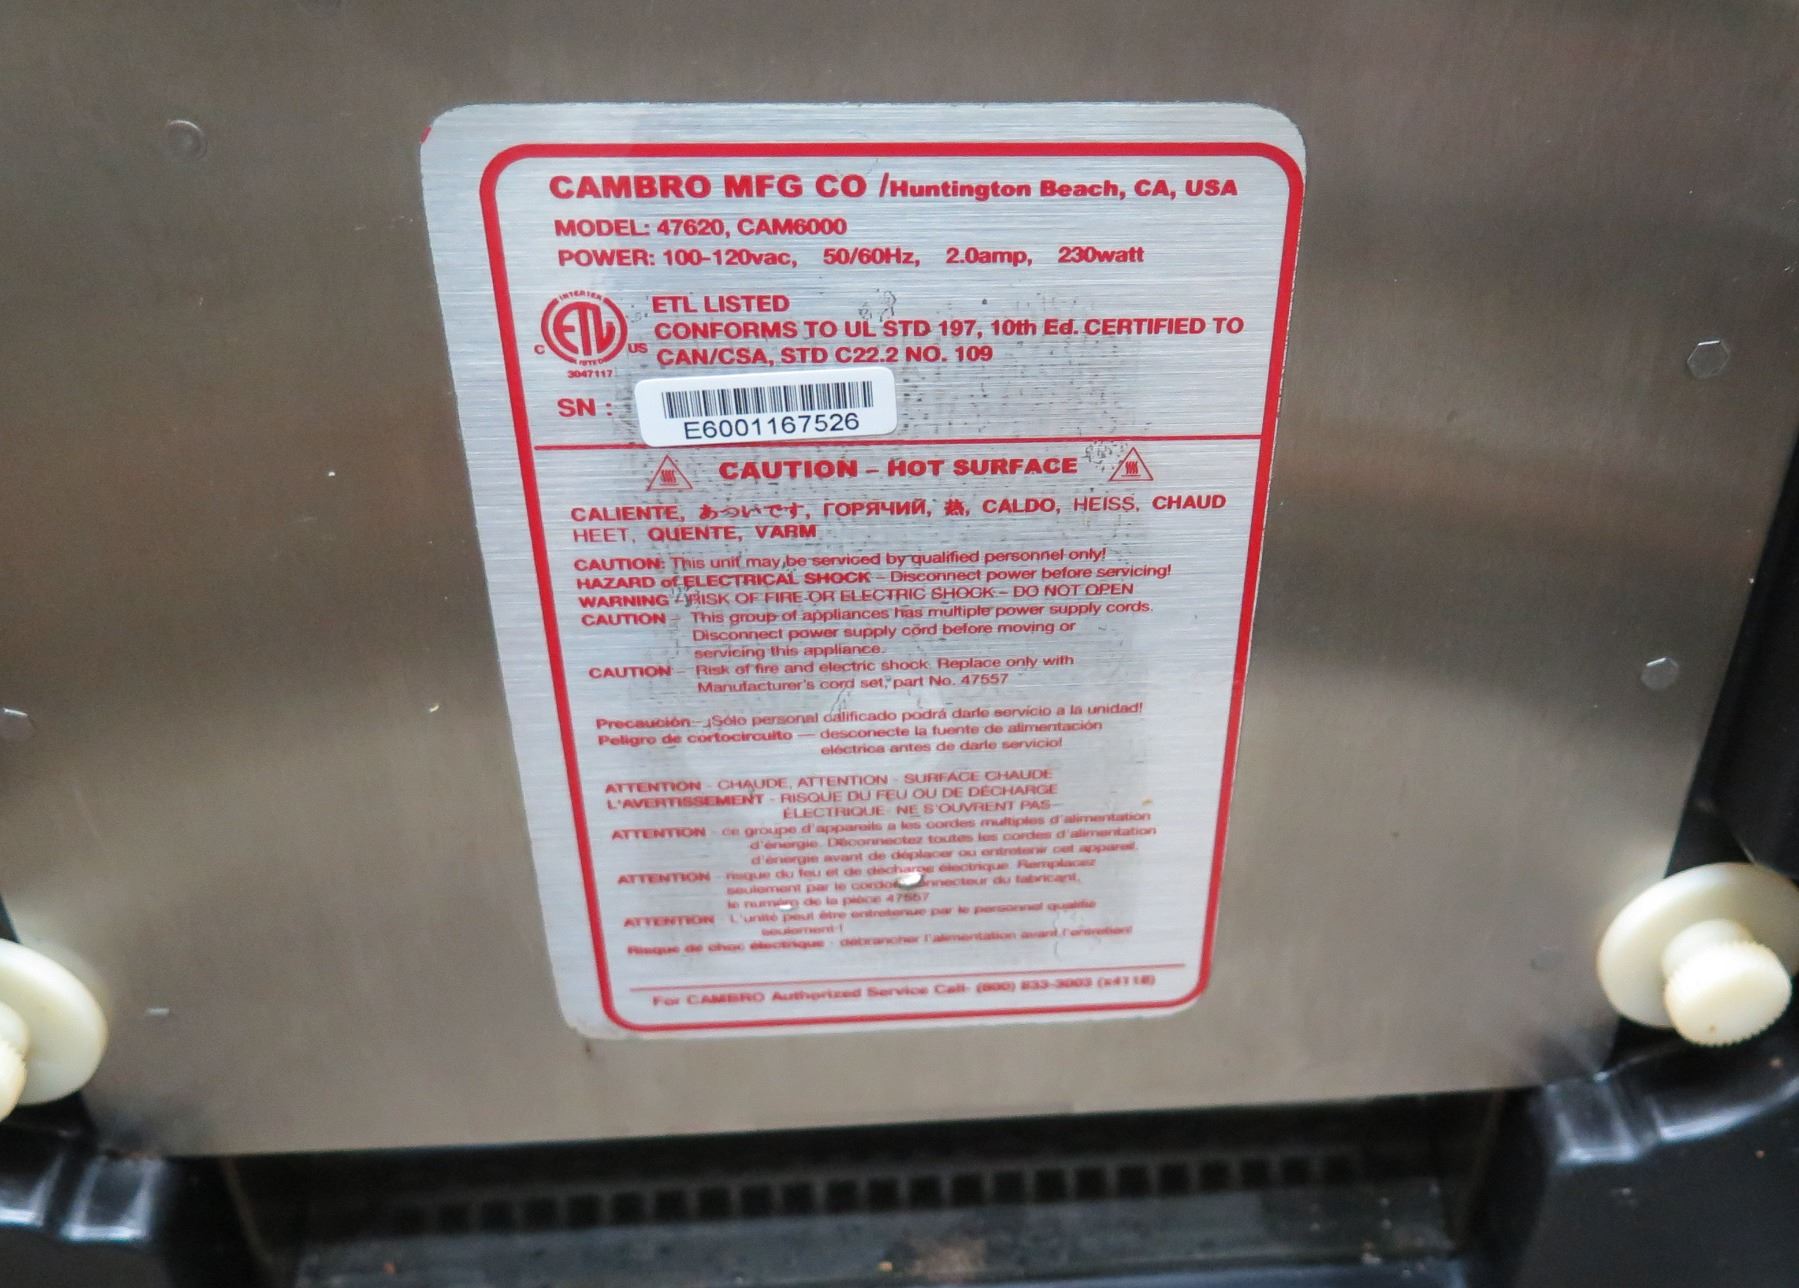 CAMBRO MFG CO /Huntington Beach, CA, USA
MODEL: 47620, CAM6000
POWER: 100-120vac, 50/60Hz, 2.0amp, 230watt
INTERTEK
ETL
C US
3047117
ETL LISTED
CONFORMS TO UL STD 197, 10th Ed. CERTIFIED TO
CAN/CSA, STD C22.2 NO. 109
SN :
E6001167526
CAUTION – HOT SURFACE
CALIENTE, あついです, ГОРЯЧИЙ, 热, CALDO, HEISS, CHAUD
HEET, QUENTE, VARM
CAUTION: This unit may be serviced by qualified personnel only!
HAZARD of ELECTRICAL SHOCK – Disconnect power before servicing!
WARNING – RISK OF FIRE OR ELECTRIC SHOCK – DO NOT OPEN
CAUTION – This group of appliances has multiple power supply cords.
Disconnect power supply cord before moving or
servicing this appliance.
CAUTION – Risk of fire and electric shock. Replace only with
Manufacturer's cord set, part No. 47557
Precaución– ¡Sólo personal calificado podrá darle servicio a la unidad!
Peligro de cortocircuito — desconecte la fuente de alimentación
eléctrica antes de darle servicio!
ATTENTION - CHAUDE, ATTENTION - SURFACE CHAUDE
L'AVERTISSEMENT - RISQUE DU FEU OU DE DÉCHARGE
ÉLECTRIQUE- NE S'OUVRENT PAS–
ATTENTION - ce groupe d'appareils a les cordes multiples d'alimentation
d'énergie. Déconnectez toutes les cordes d'alimentation
d'énergie avant de déplacer ou entretenir cet appareil.
ATTENTION - risque du feu et de décharge électrique. Remplacez
seulement par le cordon connecteur du fabricant,
le numéro de la pièce 47557
ATTENTION - L'unité peut être entretenue par le personnel qualifié
seulement !
Risque de choc électrique - débrancher l'alimentation avant l'entretien!
For CAMBRO Authorized Service Call- (800) 833-3003 (x4118)